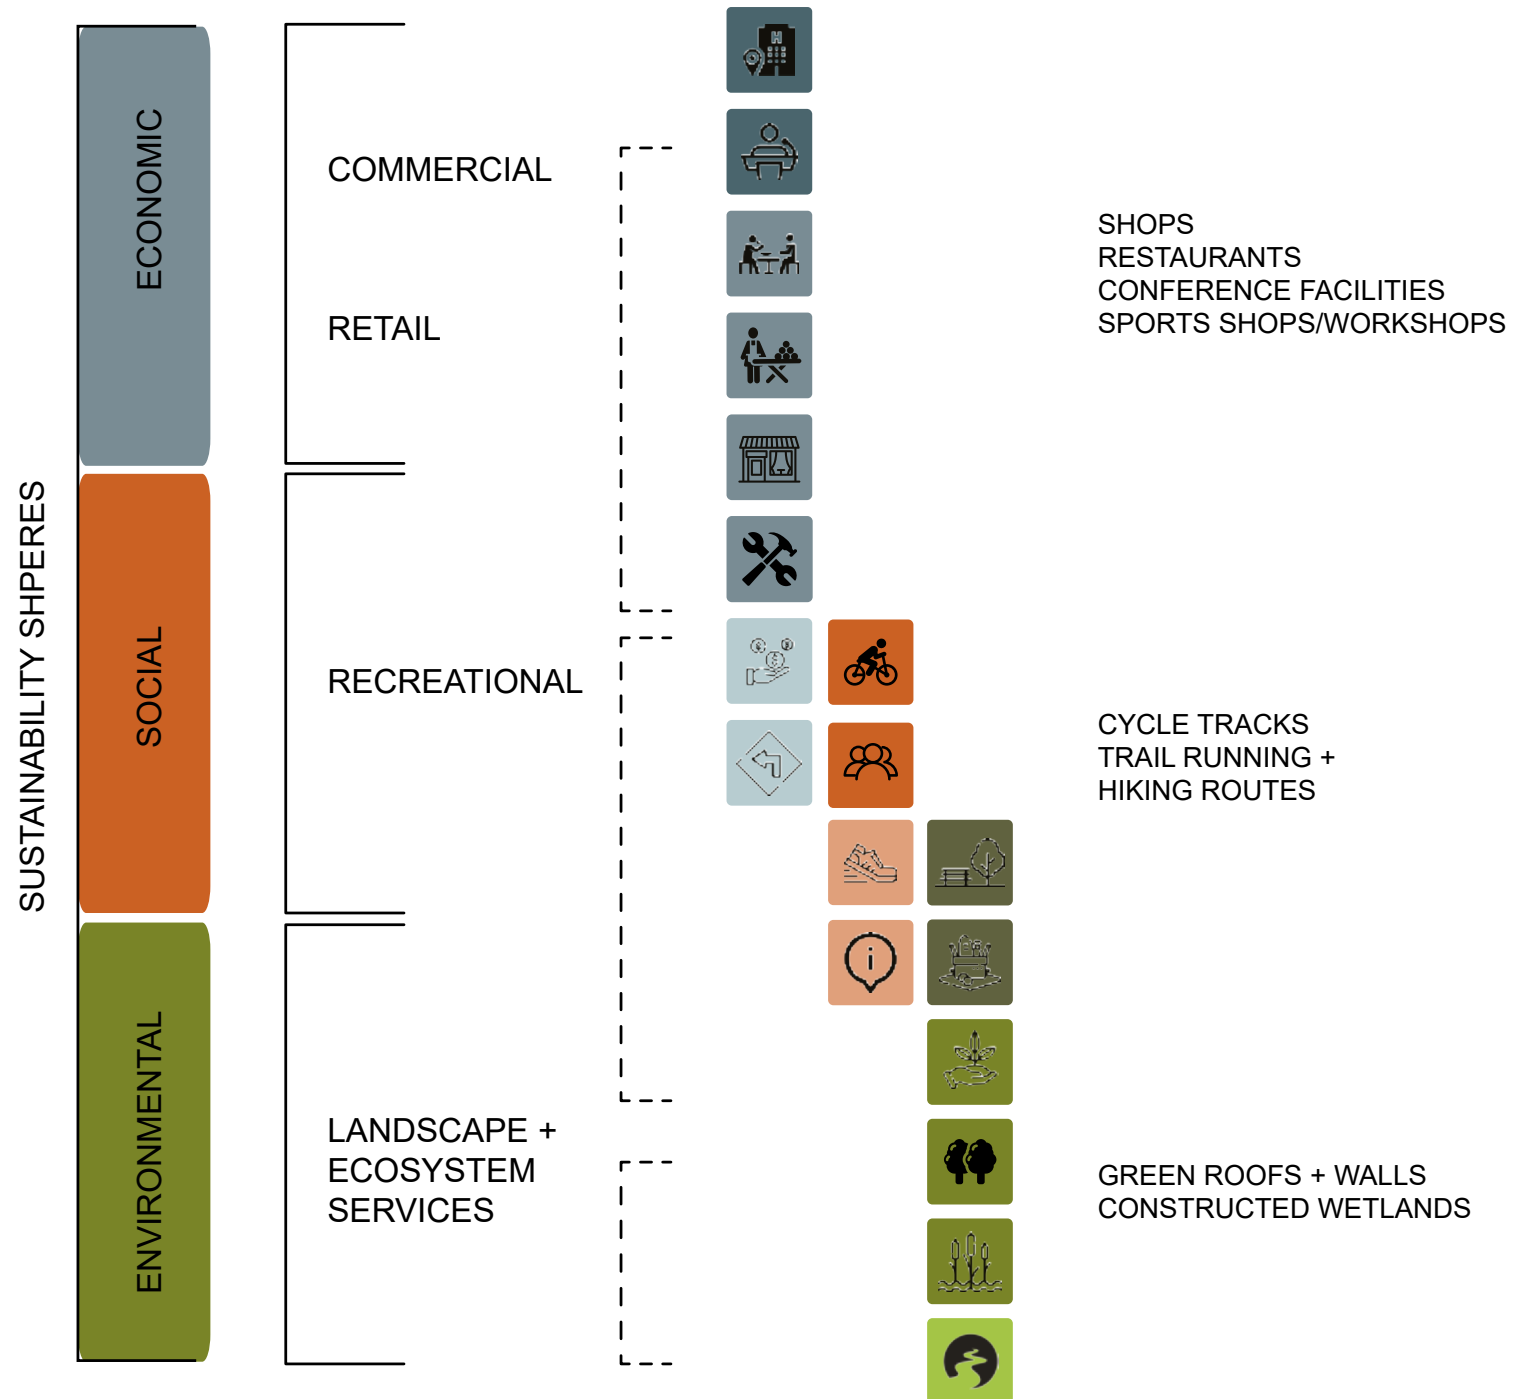 SUSTAINABILITY SHPERES
ECONOMIC
COMMERCIAL
RETAIL
H
SHOPS
RESTAURANTS
CONFERENCE FACILITIES
SPORTS SHOPS/WORKSHOPS
SOCIAL
RECREATIONAL
CYCLE TRACKS
TRAIL RUNNING +
HIKING ROUTES
i
ENVIRONMENTAL
LANDSCAPE +
ECOSYSTEM
SERVICES
GREEN ROOFS + WALLS
CONSTRUCTED WETLANDS